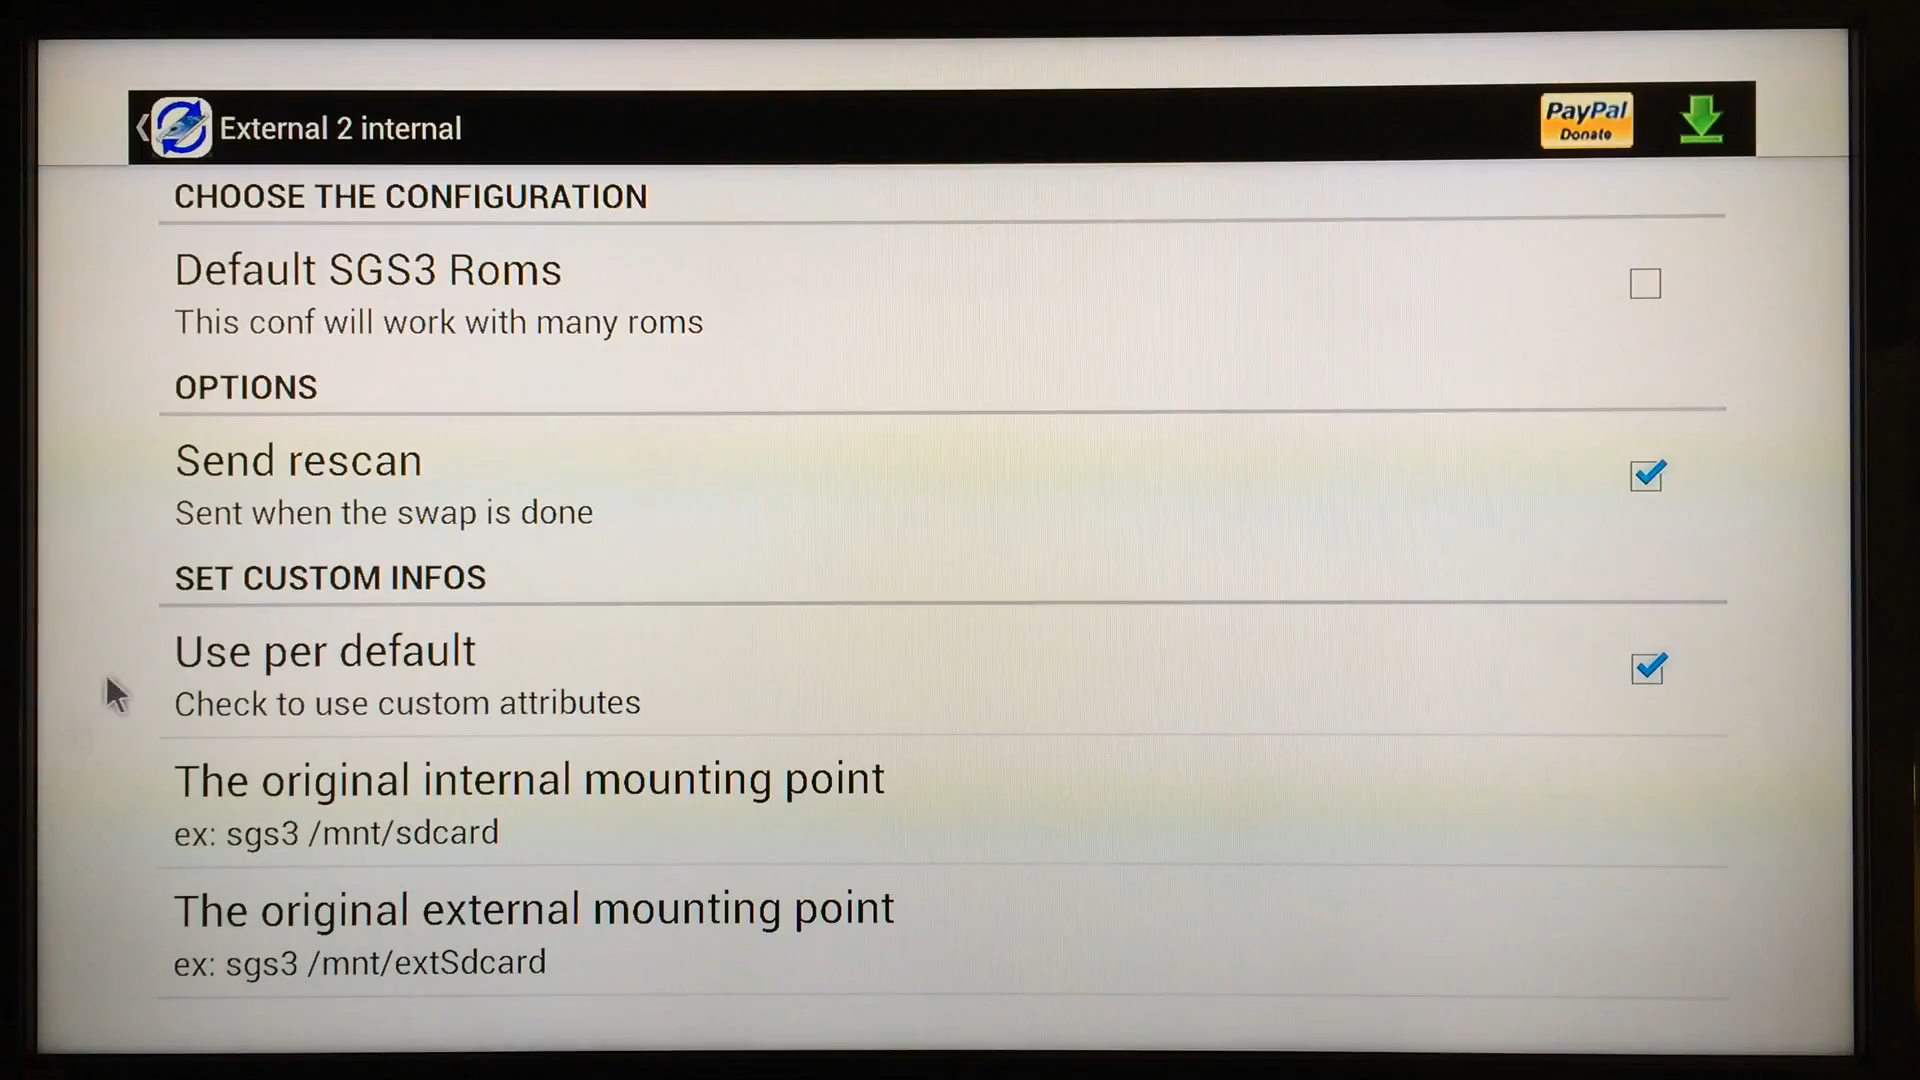 External 2 internal
PayPal
Donate
CHOOSE THE CONFIGURATION
Default SGS3 Roms
This conf will work with many roms
OPTIONS
Send rescan
Sent when the swap is done
SET CUSTOM INFOS
Use per default
Check to use custom attributes
The original internal mounting point
ex: sgs3 /mnt/sdcard
The original external mounting point
ex: sgs3 /mnt/extSdcard